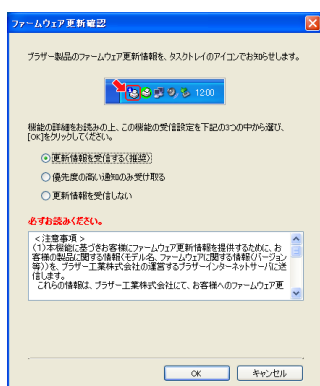 ファームウェア更新確認
ブラザー製品のファームウェア更新情報を、タスクトレイのアイコンでお知らせします。
1200
機能の詳細をお読みの上、この機能の受信設定を下記の3つの中から選び、
[OK]をクリックしてください。
更新情報を受信する(推奨)
優先度の高い通知のみ受け取る
更新情報を受信しない
必ずお読みください。
<注意事項>
(1)本機能に基づきお客様にファームウェア更新情報を提供するために、お
客様の製品に関する情報(モデル名、ファームウェアに関する情報(バージョン
等))を、ブラザー工業株式会社の運営するブラザーインターネットサーバに送
信します。
これらの情報は、ブラザー工業株式会社にて、お客様へのファームウェア更
OK
キャンセル